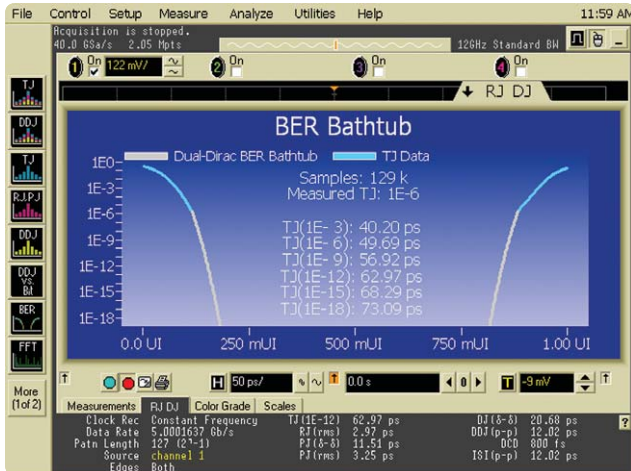 File Control Setup Measure Analyze Utilities Help 11:59 AM
Acquisition is stopped.
40.0 GSa/s 2.05 Mpts
12GHz Standard BW
1 On 122 mV/ 2 On 3 On 4 On
RJ DJ
BER Bathtub
Dual-Dirac BER Bathtub TJ Data
Samples: 129 k
Measured TJ: 1E-6
TJ(1E- 3): 40.20 ps
TJ(1E- 6): 49.69 ps
TJ(1E- 9): 56.92 ps
TJ(1E-12): 62.97 ps
TJ(1E-15): 68.29 ps
TJ(1E-18): 73.09 ps
1E0
1E-3
1E-6
1E-9
1E-12
1E-15
1E-18
0.0 UI 250 mUI 500 mUI 750 mUI 1.00 UI
TJ
DDJ
TJ
RJ,PJ
DDJ
DDJ
vs.
Bit
BER
FFT
More
(1of2)
H 50 ps/ 0.0 s 0 T -9 mV
Measurements RJ DJ Color Grade Scales
Clock Rec Constant Frequency TJ(1E-12) 62.97 ps DJ(δ-δ) 20.68 ps
Data Rate 5.0001637 Gb/s RJ(rms) 2.97 ps DDJ(p-p) 12.02 ps
Patn Length 127 (2⁷-1) PJ(δ-δ) 11.51 ps DCD 800 fs
Source channel 1 PJ(rms) 3.25 ps ISI(p-p) 12.02 ps
Edges Both
?